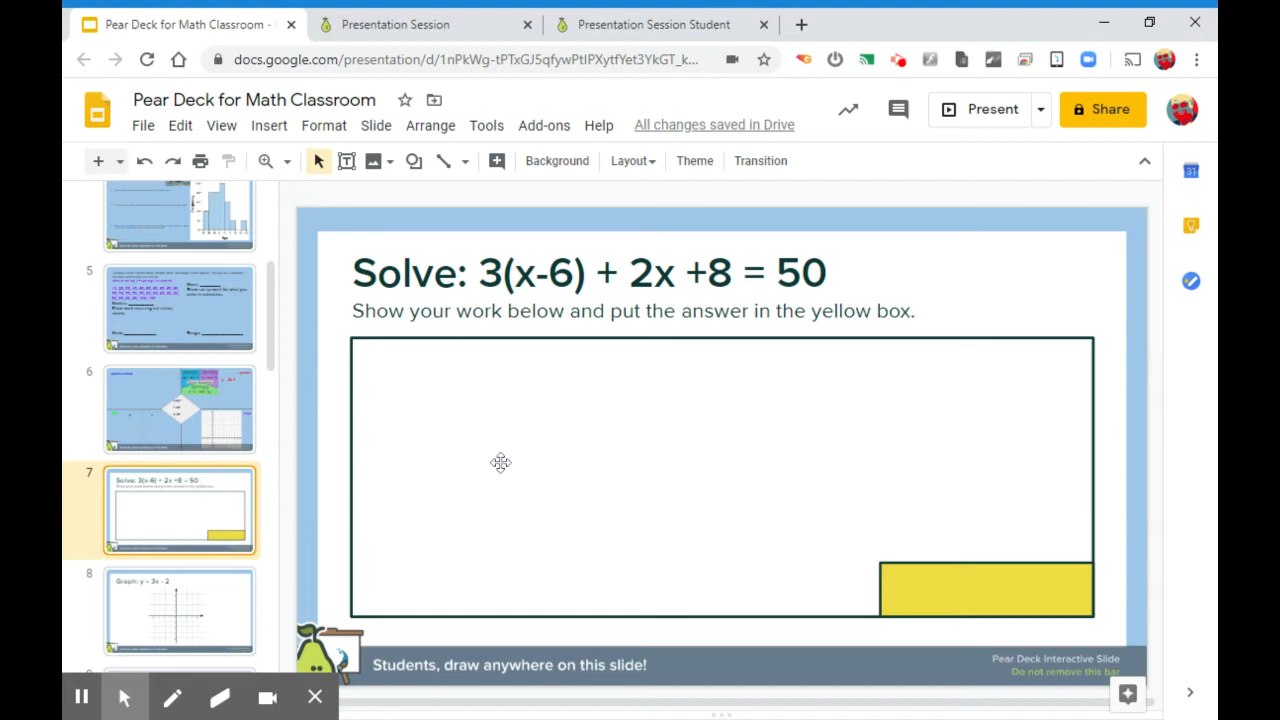 Pear Deck for Math Classroom -
Presentation Session
Presentation Session Student
docs.google.com/presentation/d/1nPkWg-tPTxGJ5qfywPtIPXytfYet3YkGT_k...
Pear Deck for Math Classroom
File Edit View Insert Format Slide Arrange Tools Add-ons Help All changes saved in Drive
Present
Share
Background Layout Theme Transition
31
5
6
7
Solve: 3(x-6) + 2x +8 = 50
8
Graph: y = 3x - 2
Solve: 3(x-6) + 2x +8 = 50
Show your work below and put the answer in the yellow box.
Students, draw anywhere on this slide!
Pear Deck Interactive Slide
Do not remove this bar